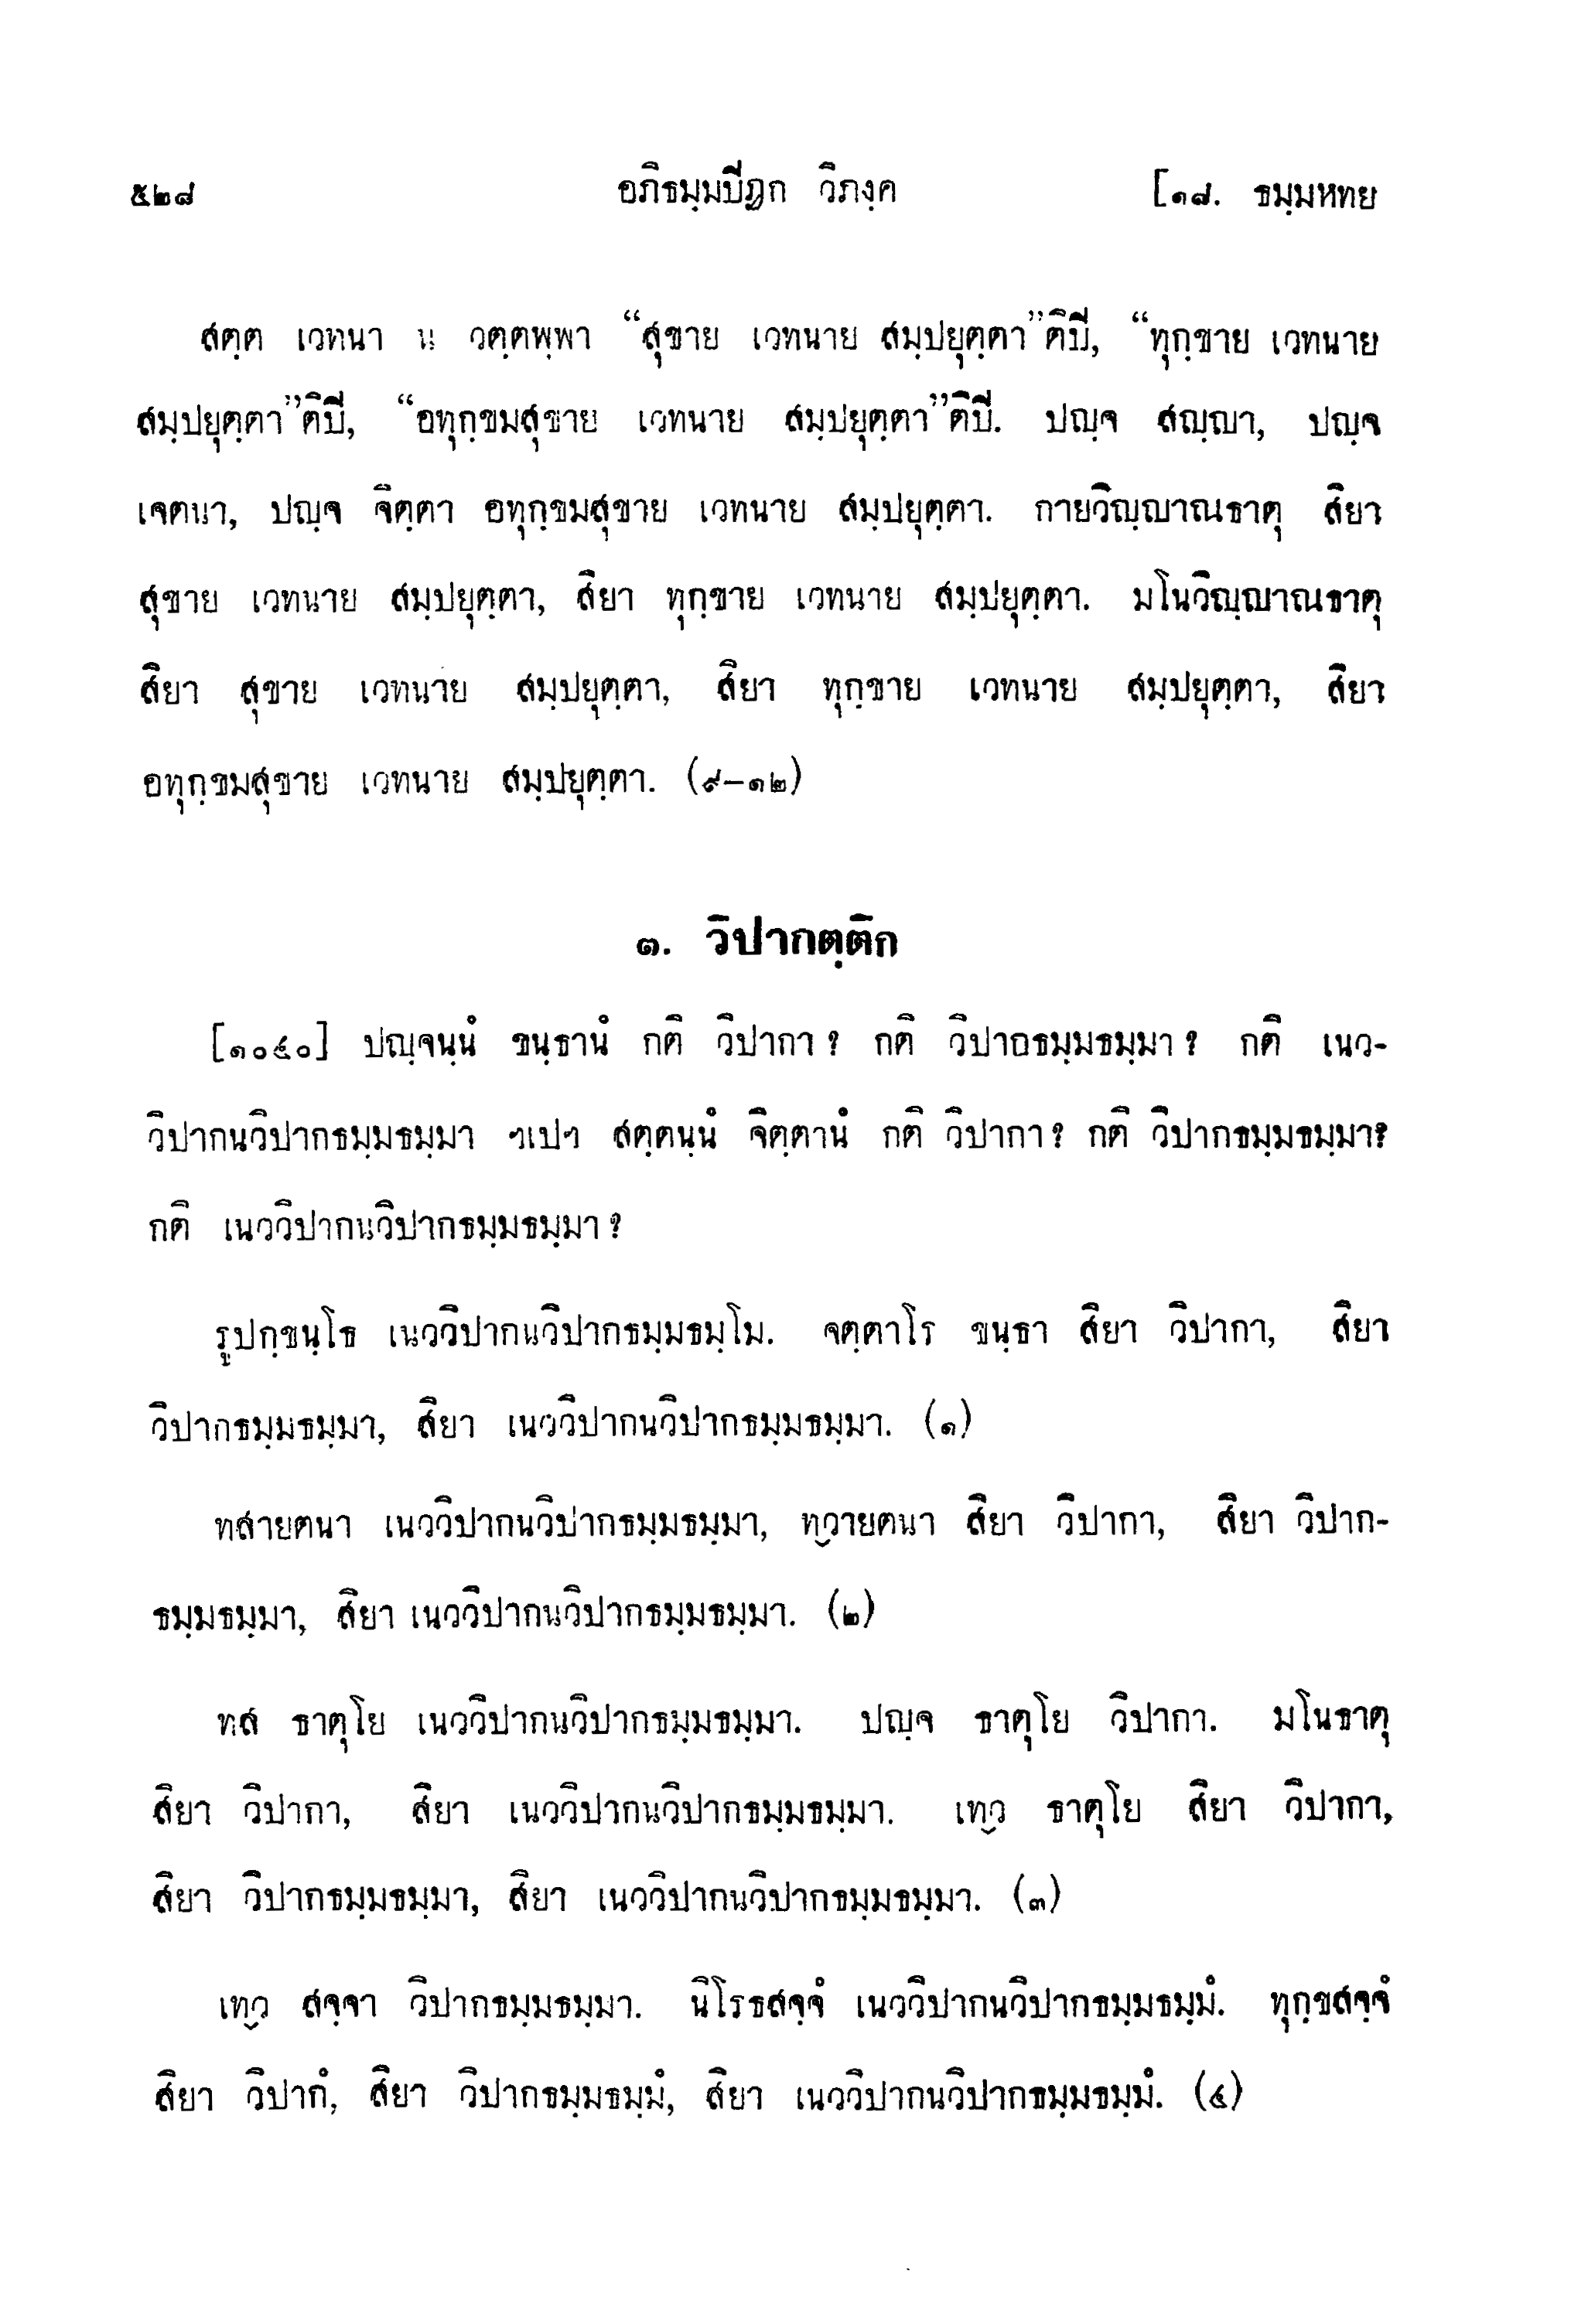 ๕๒๘ อภิธมฺมปีฏก วิภงฺค [๑๘. ธมฺมหทย
สตฺต เวทนา น วตฺตพฺพา “สุขาย เวทนาย สมฺปยุตฺตา”ติปี, “ทุกฺขาย เวทนาย
สมฺปยุตฺตา”ติปี, “อทุกฺขมสุขาย เวทนาย สมฺปยุตฺตา”ติปี. ปญฺจ สญฺญา, ปญฺจ
เจตนา, ปญฺจ จิตฺตา อทุกฺขมสุขาย เวทนาย สมฺปยุตฺตา. กายวิญฺญาณธาตุ สิยา
สุขาย เวทนาย สมฺปยุตฺตา, สิยา ทุกฺขาย เวทนาย สมฺปยุตฺตา. มโนวิญฺญาณธาตุ
สิยา สุขาย เวทนาย สมฺปยุตฺตา, สิยา ทุกฺขาย เวทนาย สมฺปยุตฺตา, สิยา
อทุกฺขมสุขาย เวทนาย สมฺปยุตฺตา. (๙–๑๒)
๓. วิปากตฺติก
[๑๐๕๐] ปญฺจนฺนํ ขนฺธานํ กติ วิปากา? กติ วิปากธมฺมธมฺมา? กติ เนว-
วิปากนวิปากธมฺมธมฺมา ฯเปฯ สตฺตนฺนํ จิตฺตานํ กติ วิปากา? กติ วิปากธมฺมธมฺมา?
กติ เนววิปากนวิปากธมฺมธมฺมา?
รูปกฺขนฺโธ เนววิปากนวิปากธมฺมธมฺโม. จตฺตาโร ขนฺธา สิยา วิปากา, สิยา
วิปากธมฺมธมฺมา, สิยา เนววิปากนวิปากธมฺมธมฺมา. (๑)
ทสายตนา เนววิปากนวิปากธมฺมธมฺมา, ทฺวายตนา สิยา วิปากา, สิยา วิปาก-
ธมฺมธมฺมา, สิยา เนววิปากนวิปากธมฺมธมฺมา. (๒)
ทส ธาตุโย เนววิปากนวิปากธมฺมธมฺมา. ปญฺจ ธาตุโย วิปากา. มโนธาตุ
สิยา วิปากา, สิยา เนววิปากนวิปากธมฺมธมฺมา. เทฺว ธาตุโย สิยา วิปากา,
สิยา วิปากธมฺมธมฺมา, สิยา เนววิปากนวิปากธมฺมธมฺมา. (๓)
เทฺว สจฺจา วิปากธมฺมธมฺมา. นิโรธสจฺจํ เนววิปากนวิปากธมฺมธมฺมํ. ทุกฺขสจฺจํ
สิยา วิปากํ, สิยา วิปากธมฺมธมฺมํ, สิยา เนววิปากนวิปากธมฺมธมฺมํ. (๔)